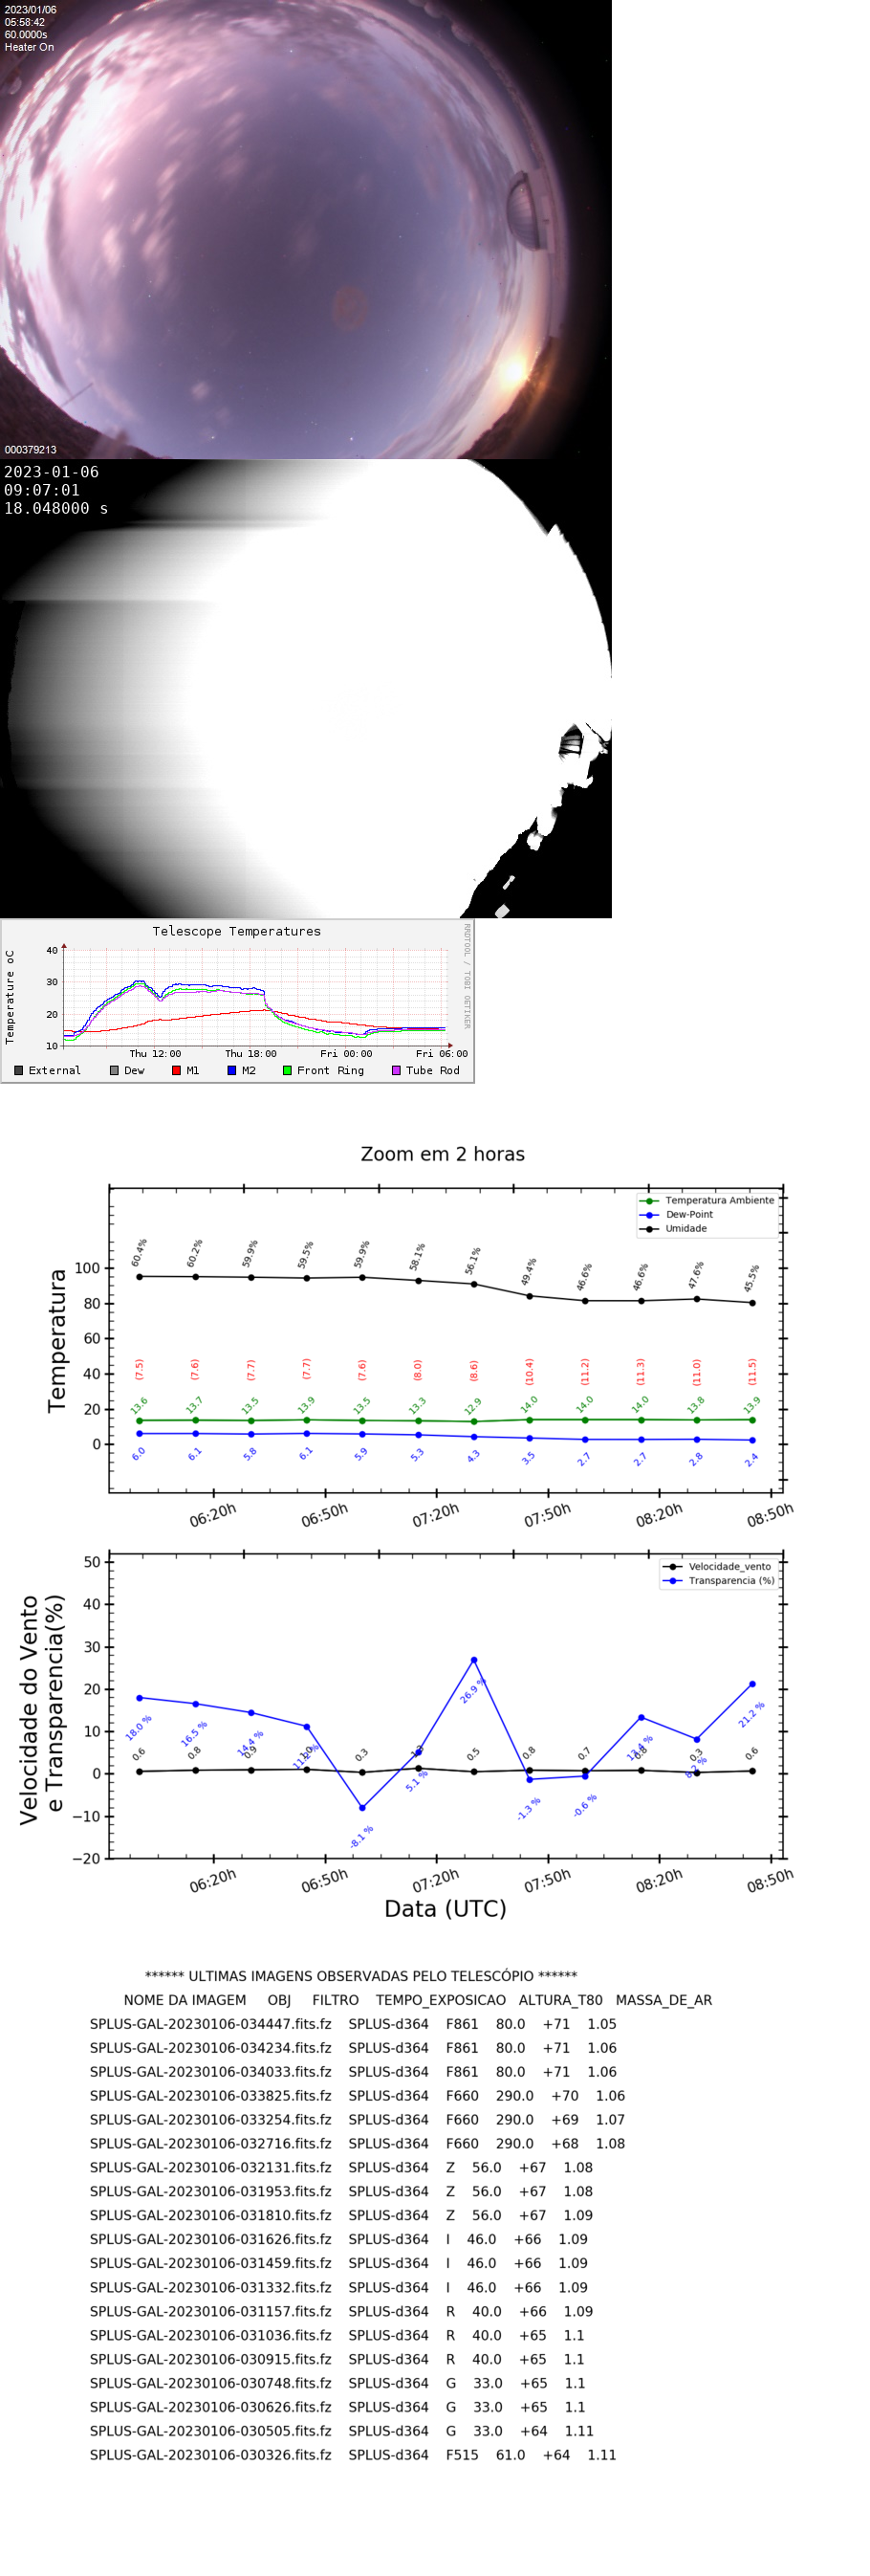 2023/01/06
05:58:42
60.0000s
Heater On
000379213
2023-01-06
09:07:01
18.048000 s
Telescope Temperatures
RRDTOOL / TOBI OETIKER
Temperature oC
40
30
20
10
Thu 12:00 Thu 18:00 Fri 00:00 Fri 06:00
External Dew M1 M2 Front Ring Tube Rod
Zoom em 2 horas
Temperatura Ambiente
Dew-Point
Umidade
Temperatura
100
80
60
40
20
0
60.4% 60.2% 59.9% 59.5% 59.9% 58.1% 56.1% 49.4% 46.6% 46.6% 47.6% 45.5%
(7.5) (7.6) (7.7) (7.7) (7.6) (8.0) (8.6) (10.4) (11.2) (11.3) (11.0) (11.5)
13.6 13.7 13.5 13.9 13.5 13.3 12.9 14.0 14.0 14.0 13.8 13.9
6.0 6.1 5.8 6.1 5.9 5.3 4.3 3.5 2.7 2.7 2.8 2.4
06:20h 06:50h 07:20h 07:50h 08:20h 08:50h
Velocidade_vento
Transparencia (%)
Velocidade do Vento
e Transparencia(%)
50
40
30
20
10
0
−10
−20
18.0 % 16.5 % 14.4 % -8.1 % 5.1 % 26.9 % -1.3 % -0.6 % 8.2 % 21.2 %
0.6 0.8 0.9 0.3 0.5 0.8 0.7 0.3 0.6
06:20h 06:50h 07:20h 07:50h 08:20h 08:50h
Data (UTC)
****** ULTIMAS IMAGENS OBSERVADAS PELO TELESCÓPIO ******
NOME DA IMAGEM OBJ FILTRO TEMPO_EXPOSICAO ALTURA_T80 MASSA_DE_AR
SPLUS-GAL-20230106-034447.fits.fz SPLUS-d364 F861 80.0 +71 1.05
SPLUS-GAL-20230106-034234.fits.fz SPLUS-d364 F861 80.0 +71 1.06
SPLUS-GAL-20230106-034033.fits.fz SPLUS-d364 F861 80.0 +71 1.06
SPLUS-GAL-20230106-033825.fits.fz SPLUS-d364 F660 290.0 +70 1.06
SPLUS-GAL-20230106-033254.fits.fz SPLUS-d364 F660 290.0 +69 1.07
SPLUS-GAL-20230106-032716.fits.fz SPLUS-d364 F660 290.0 +68 1.08
SPLUS-GAL-20230106-032131.fits.fz SPLUS-d364 Z 56.0 +67 1.08
SPLUS-GAL-20230106-031953.fits.fz SPLUS-d364 Z 56.0 +67 1.08
SPLUS-GAL-20230106-031810.fits.fz SPLUS-d364 Z 56.0 +67 1.09
SPLUS-GAL-20230106-031626.fits.fz SPLUS-d364 I 46.0 +66 1.09
SPLUS-GAL-20230106-031459.fits.fz SPLUS-d364 I 46.0 +66 1.09
SPLUS-GAL-20230106-031332.fits.fz SPLUS-d364 I 46.0 +66 1.09
SPLUS-GAL-20230106-031157.fits.fz SPLUS-d364 R 40.0 +66 1.09
SPLUS-GAL-20230106-031036.fits.fz SPLUS-d364 R 40.0 +65 1.1
SPLUS-GAL-20230106-030915.fits.fz SPLUS-d364 R 40.0 +65 1.1
SPLUS-GAL-20230106-030748.fits.fz SPLUS-d364 G 33.0 +65 1.1
SPLUS-GAL-20230106-030626.fits.fz SPLUS-d364 G 33.0 +65 1.1
SPLUS-GAL-20230106-030505.fits.fz SPLUS-d364 G 33.0 +64 1.11
SPLUS-GAL-20230106-030326.fits.fz SPLUS-d364 F515 61.0 +64 1.11